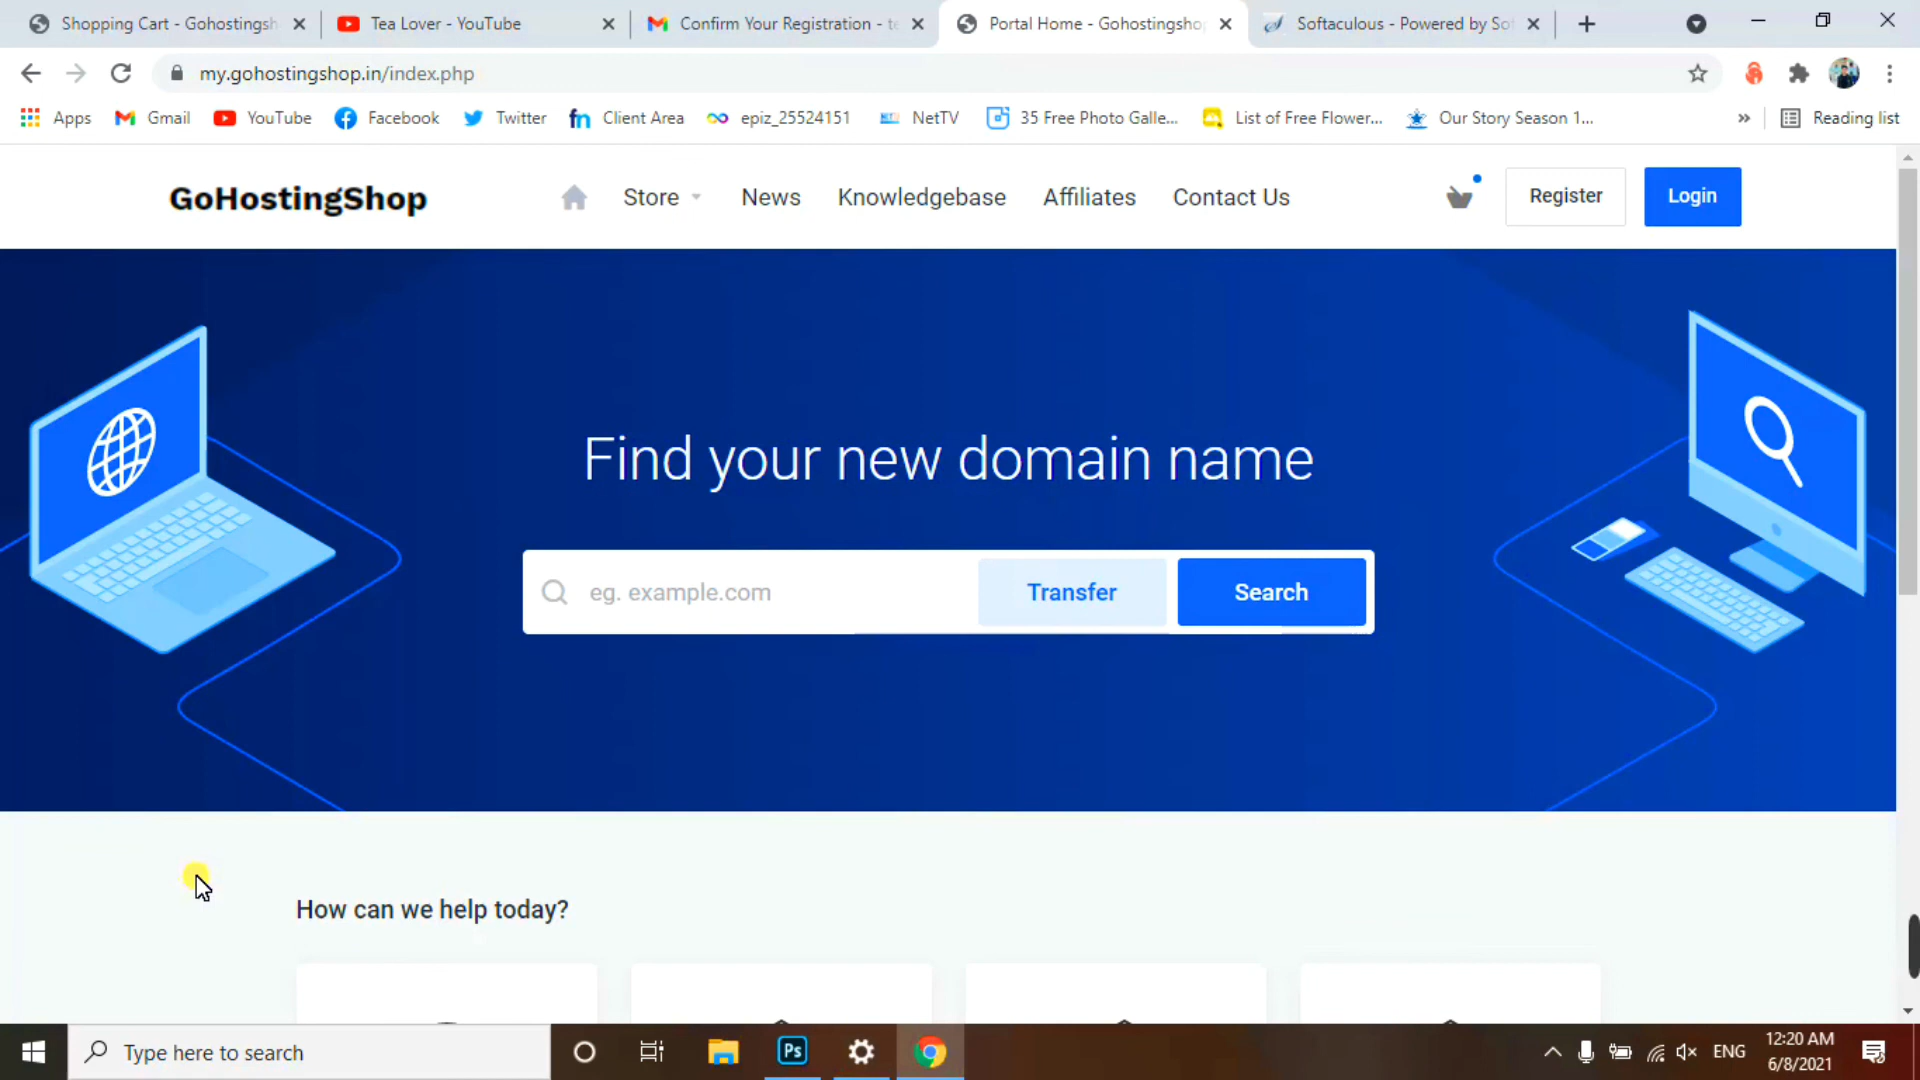 Shopping Cart - Gohostingsh
Tea Lover - YouTube
Confirm Your Registration - te
Portal Home - Gohostingshop
Softaculous - Powered by Sof
my.gohostingshop.in/index.php
Apps
Gmail
YouTube
Facebook
Twitter
fn
Client Area
epiz_25524151
NetTV
35 Free Photo Galle...
List of Free Flower...
Our Story Season 1...
»
Reading list
GoHostingShop
Store
News
Knowledgebase
Affiliates
Contact Us
Register
Login
Find your new domain name
eg. example.com
Transfer
Search
How can we help today?
Type here to search
Ps
ENG
12:20 AM
6/8/2021